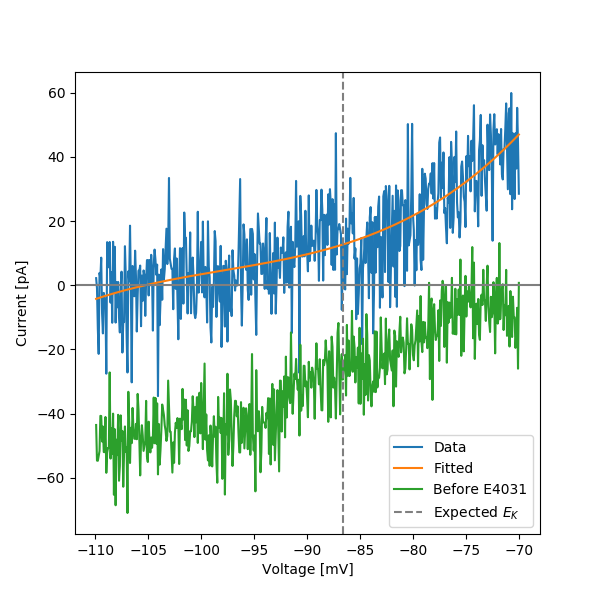 60
40
20
0
−20
−40
−60
Current [pA]
Data
Fitted
Before E4031
Expected E_K
−110 −105 −100 −95 −90 −85 −80 −75 −70
Voltage [mV]